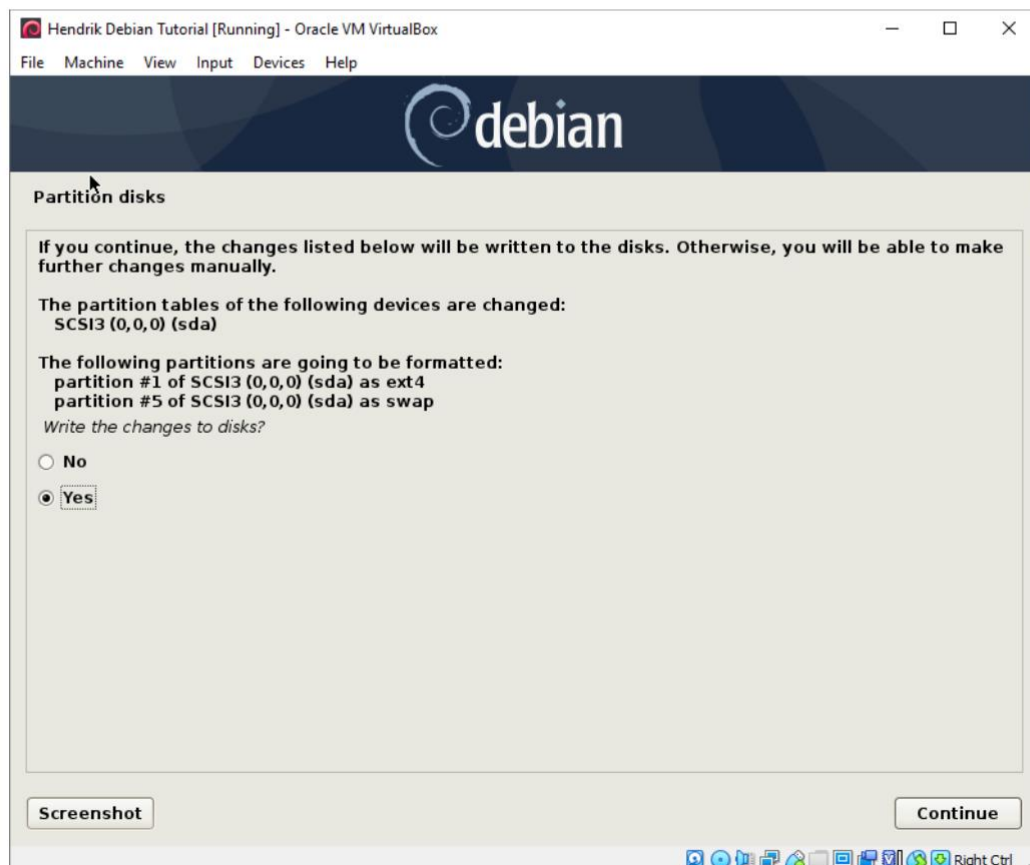 Hendrik Debian Tutorial [Running] - Oracle VM VirtualBox
File Machine View Input Devices Help
debian
Partition disks
If you continue, the changes listed below will be written to the disks. Otherwise, you will be able to make
further changes manually.
The partition tables of the following devices are changed:
SCSI3 (0,0,0) (sda)
The following partitions are going to be formatted:
partition #1 of SCSI3 (0,0,0) (sda) as ext4
partition #5 of SCSI3 (0,0,0) (sda) as swap
Write the changes to disks?
No
Yes
Screenshot
Continue
Right Ctrl